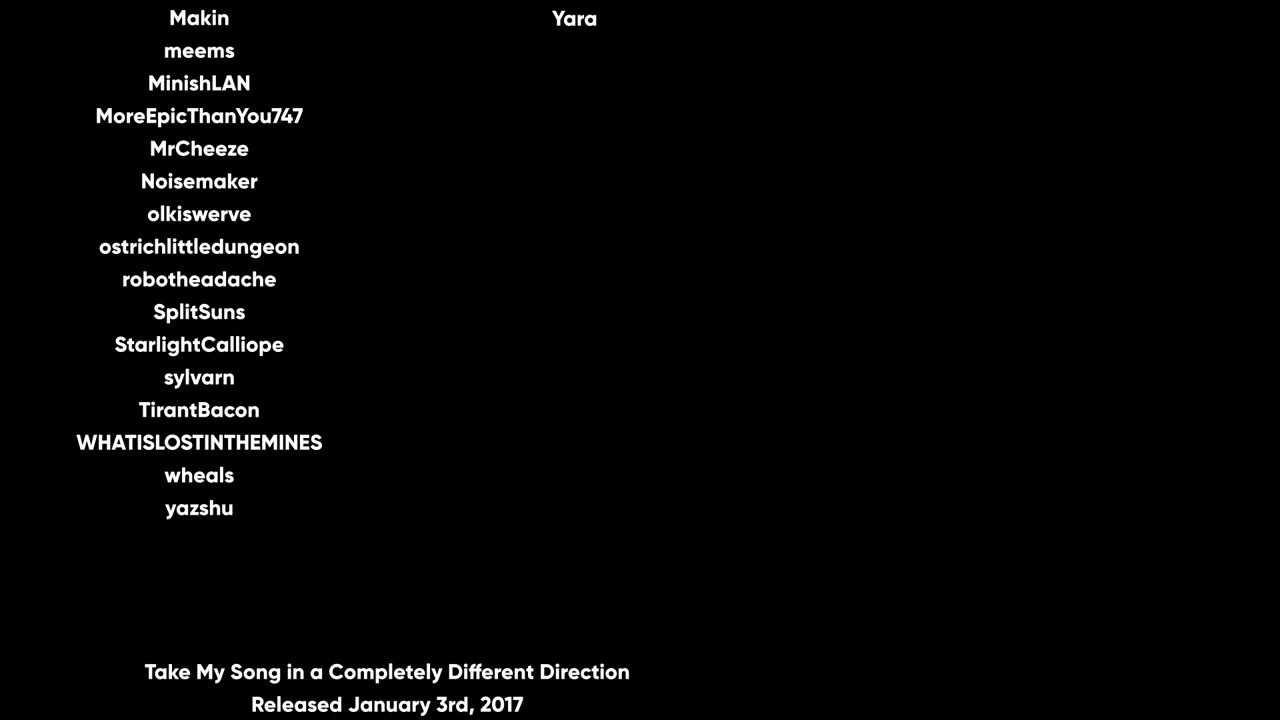 Makin
meems
MinishLAN
MoreEpicThanYou747
MrCheeze
Noisemaker
olkiswerve
ostrichlittledungeon
robotheadache
SplitSuns
StarlightCalliope
sylvarn
TirantBacon
WHATISLOSTINTHEMINES
wheals
yazshu
Yara
Take My Song in a Completely Different Direction
Released January 3rd, 2017